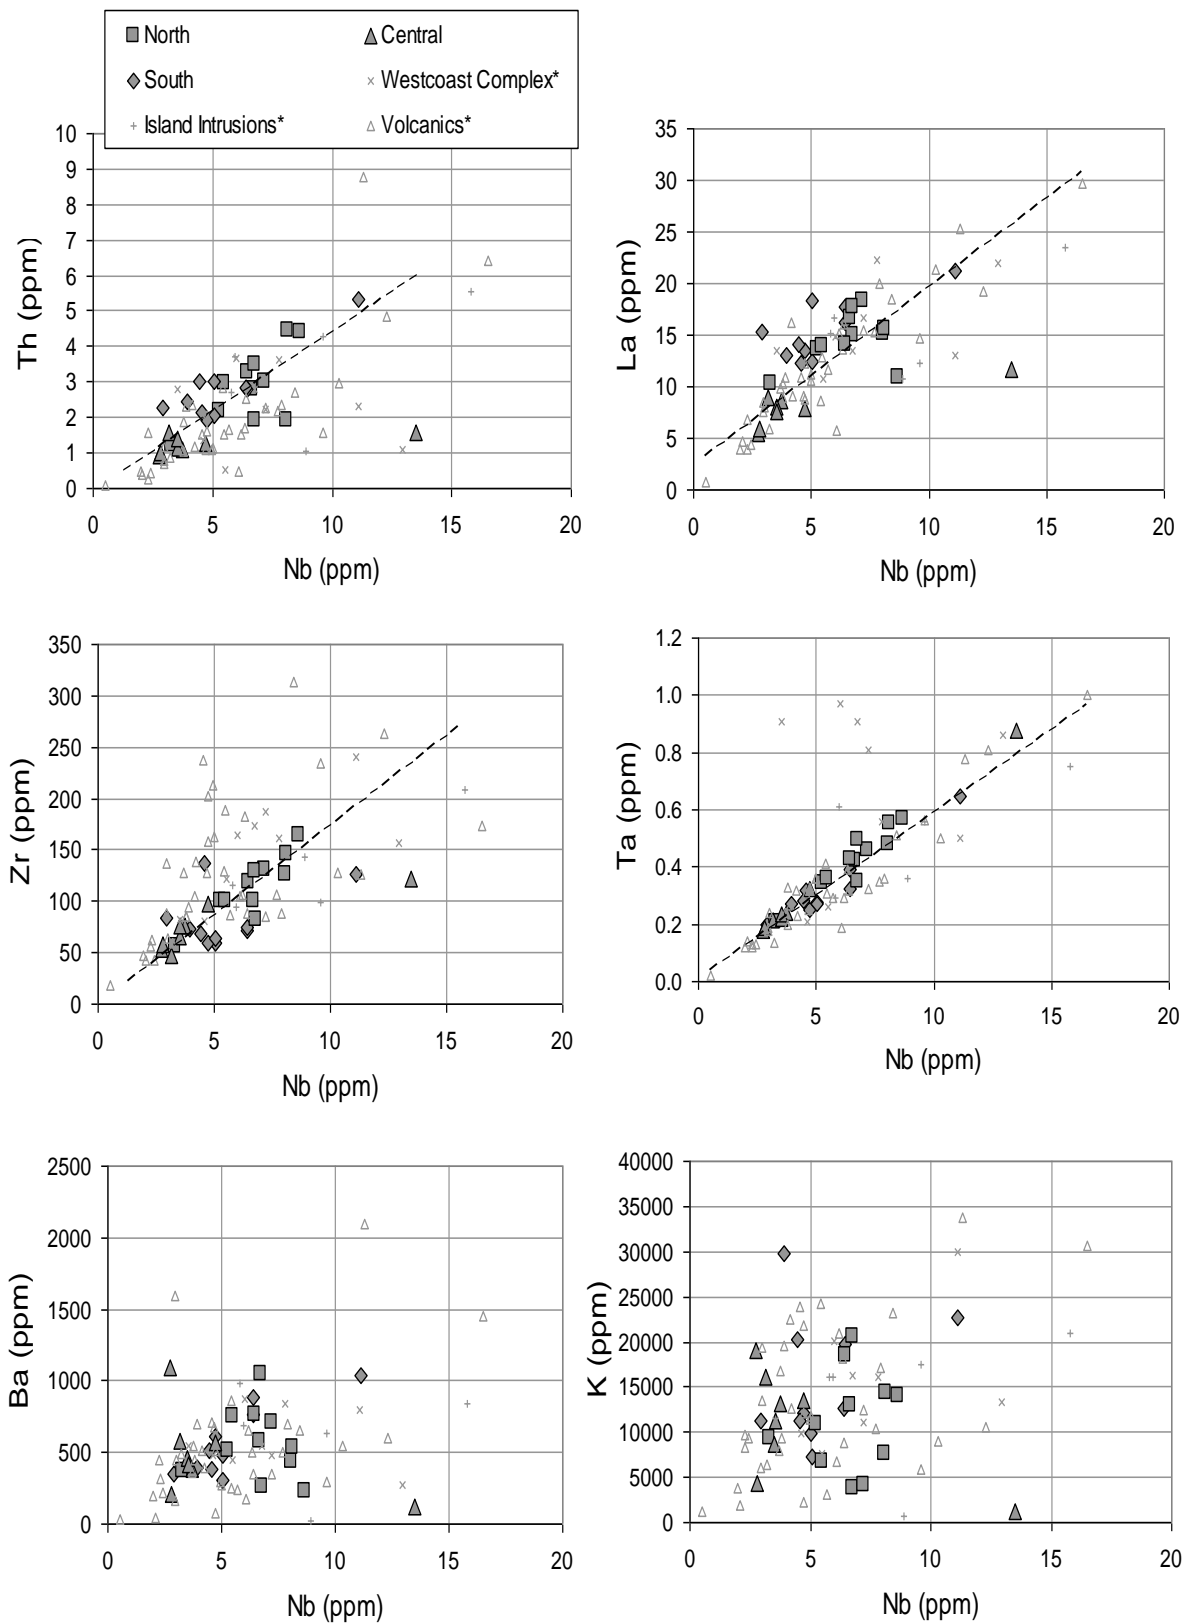 North
Central
South
Westcoast Complex*
Island Intrusions*
Volcanics*
10
9
8
7
6
5
4
3
2
1
0
0 5 10 15 20
Th (ppm)
Nb (ppm)
35
30
25
20
15
10
5
0
0 5 10 15 20
La (ppm)
Nb (ppm)
350
300
250
200
150
100
50
0
0 5 10 15 20
Zr (ppm)
Nb (ppm)
1.2
1.0
0.8
0.6
0.4
0.2
0.0
0 5 10 15 20
Ta (ppm)
Nb (ppm)
2500
2000
1500
1000
500
0
0 5 10 15 20
Ba (ppm)
Nb (ppm)
40000
35000
30000
25000
20000
15000
10000
5000
0
0 5 10 15 20
K (ppm)
Nb (ppm)